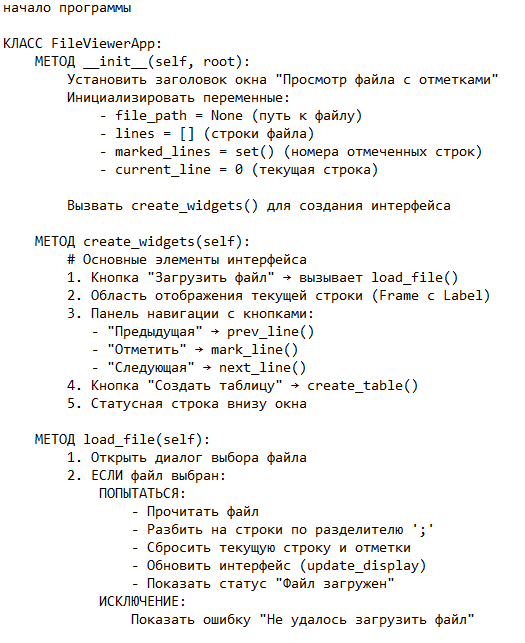 начало программы
КЛАСС FileViewerApp:
МЕТОД __init__(self, root):
Установить заголовок окна "Просмотр файла с отметками"
Инициализировать переменные:
- file_path = None (путь к файлу)
- lines = [] (строки файла)
- marked_lines = set() (номера отмеченных строк)
- current_line = 0 (текущая строка)
Вызвать create_widgets() для создания интерфейса
МЕТОД create_widgets(self):
# Основные элементы интерфейса
1. Кнопка "Загрузить файл" → вызывает load_file()
2. Область отображения текущей строки (Frame с Label)
3. Панель навигации с кнопками:
- "Предыдущая" → prev_line()
- "Отметить" → mark_line()
- "Следующая" → next_line()
4. Кнопка "Создать таблицу" → create_table()
5. Статусная строка внизу окна
МЕТОД load_file(self):
1. Открыть диалог выбора файла
2. ЕСЛИ файл выбран:
ПОПЫТАТЬСЯ:
- Прочитать файл
- Разбить на строки по разделителю ';'
- Сбросить текущую строку и отметки
- Обновить интерфейс (update_display)
- Показать статус "Файл загружен"
ИСКЛЮЧЕНИЕ:
Показать ошибку "Не удалось загрузить файл"